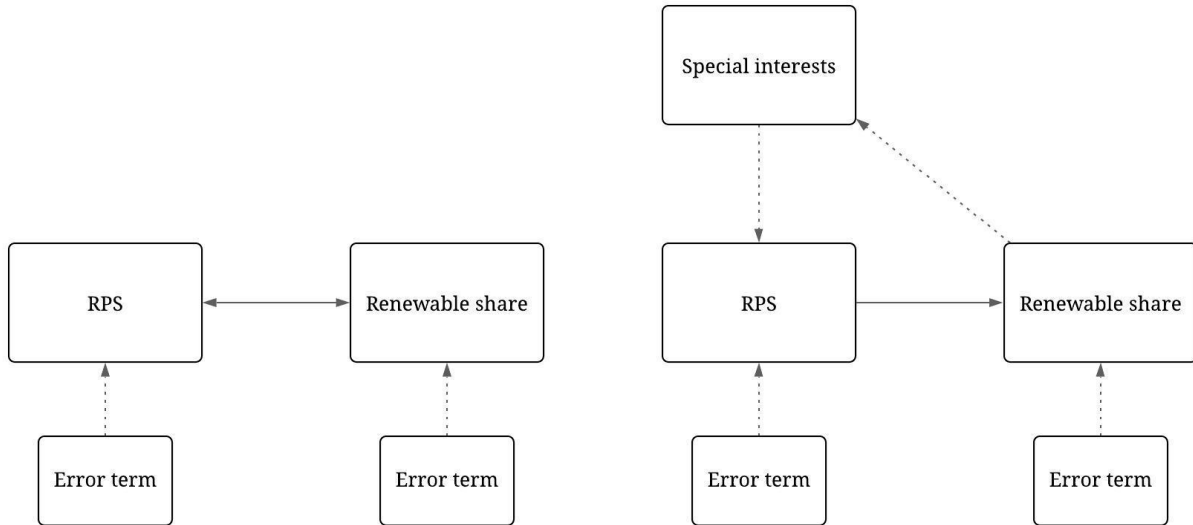 Special interests
RPS
Renewable share
RPS
Renewable share
Error term
Error term
Error term
Error term